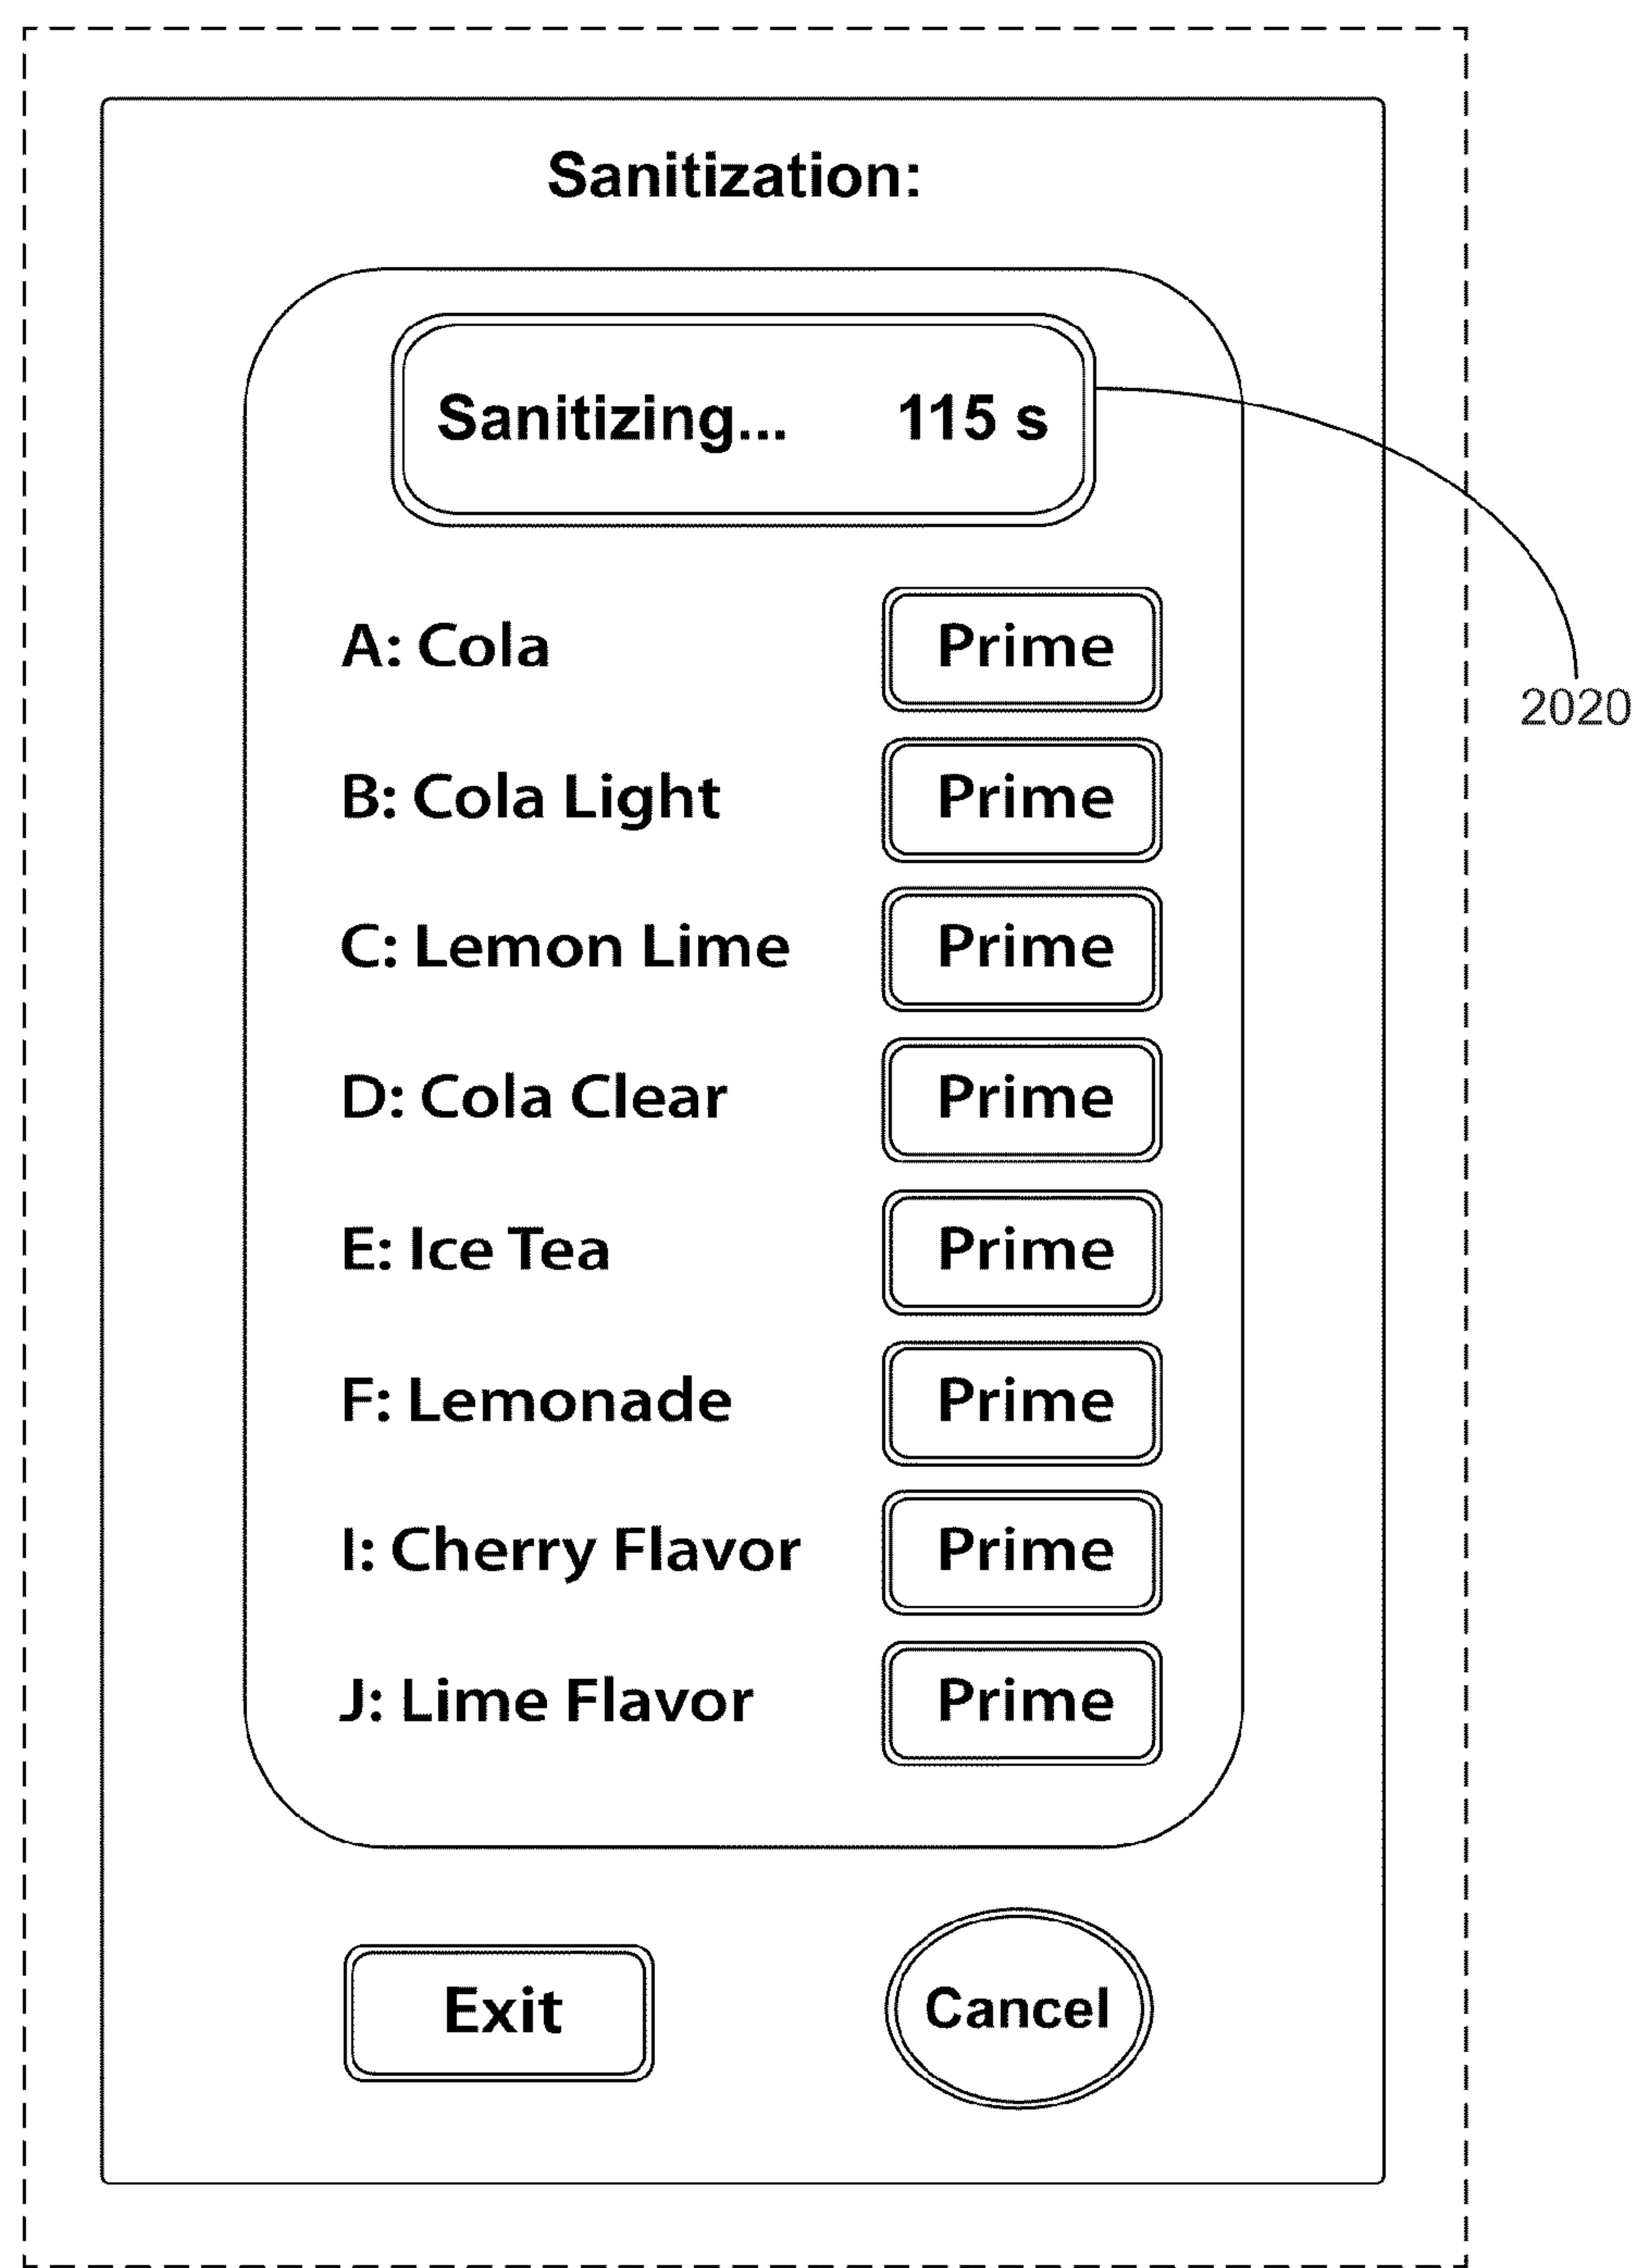 Sanitization:
Sanitizing... 115 s
A: Cola Prime
2020
B: Cola Light Prime
C: Lemon Lime Prime
D: Cola Clear Prime
E: Ice Tea Prime
F: Lemonade Prime
I: Cherry Flavor Prime
J: Lime Flavor Prime
Exit Cancel